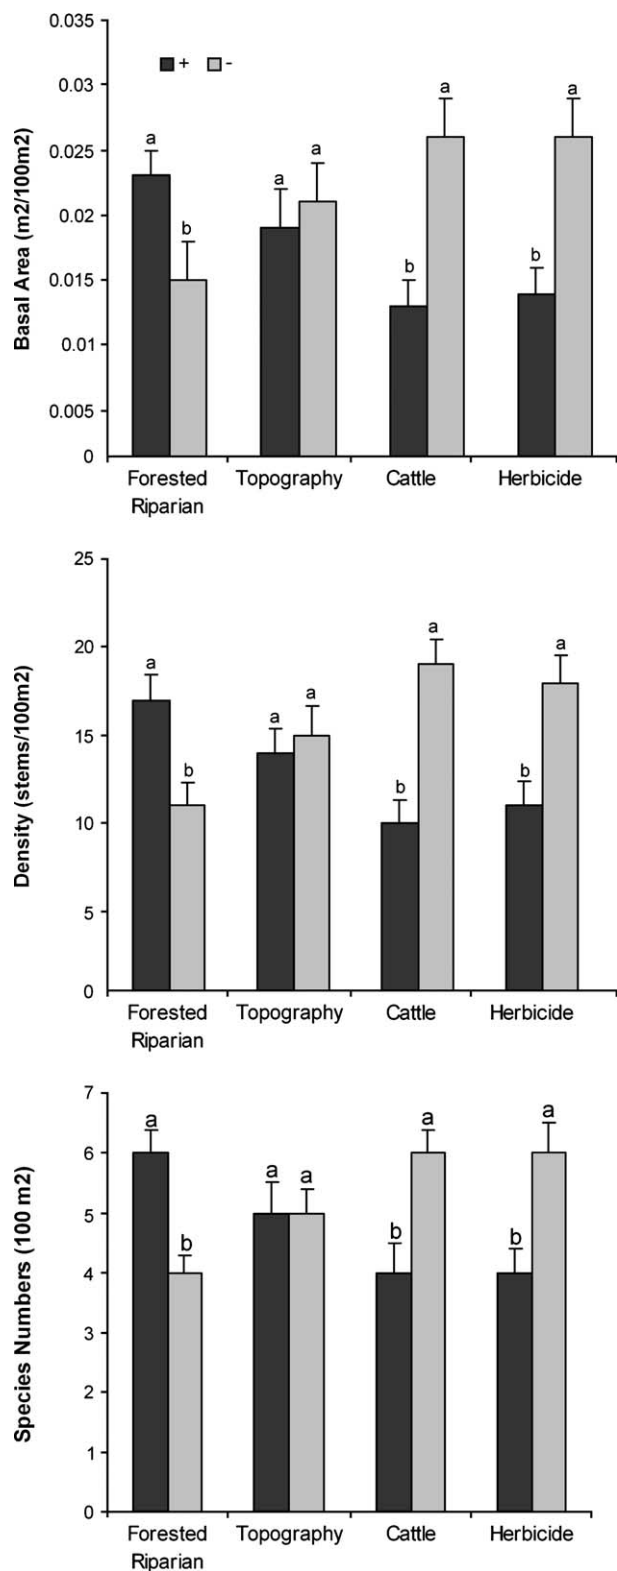 0.035
+ -
0.03
0.025
0.02
0.015
0.01
0.005
0
Basal Area (m2/100m2)
a
b
a
a
b
a
b
a
Forested Topography Cattle Herbicide
Riparian
25
20
15
10
5
0
Density (stems/100m2)
a
b
a
a
b
a
b
a
Forested Topography Cattle Herbicide
Riparian
7
6
5
4
3
2
1
0
Species Numbers (100 m2)
a
b
a
a
b
a
b
a
Forested Topography Cattle Herbicide
Riparian